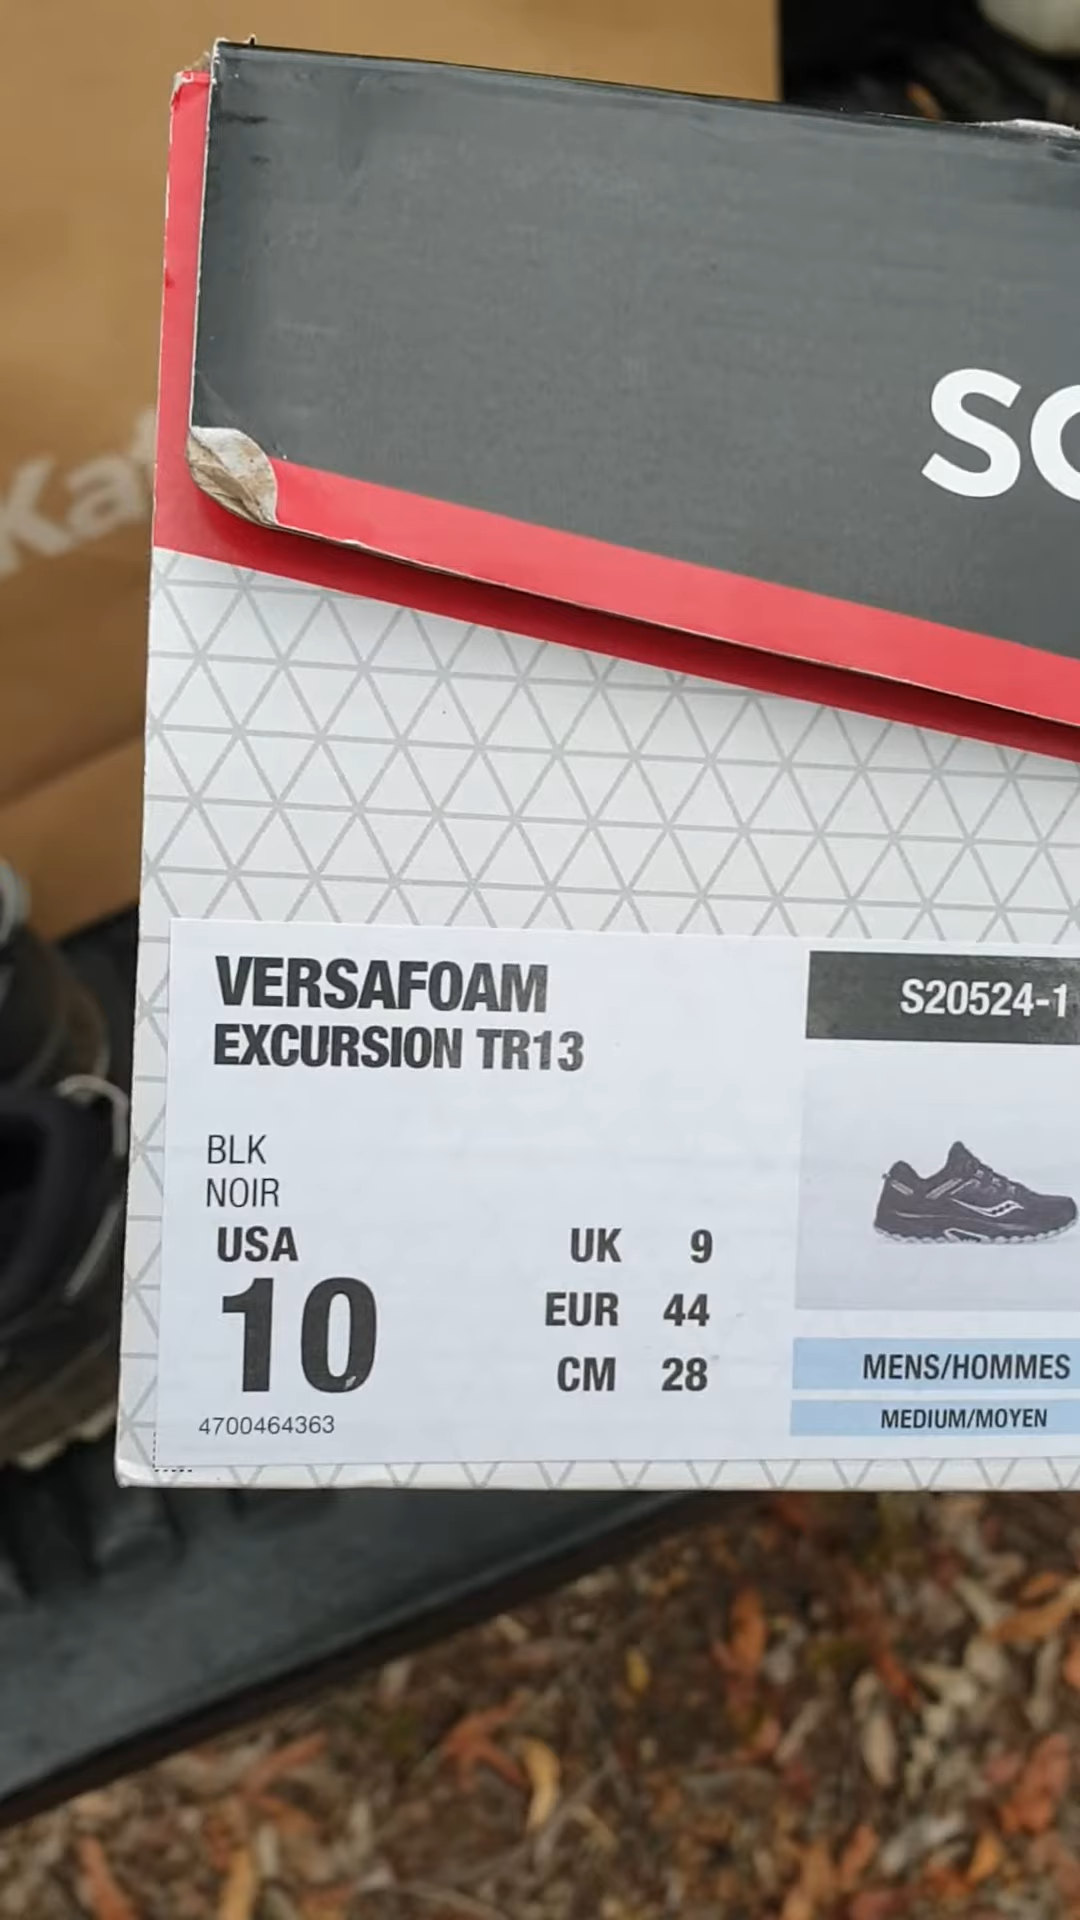 VERSAFOAM
EXCURSION TR13
S20524-1
BLK
NOIR
USA
10
UK 9
EUR 44
CM 28
4700464363
MENS/HOMMES
MEDIUM/MOYEN